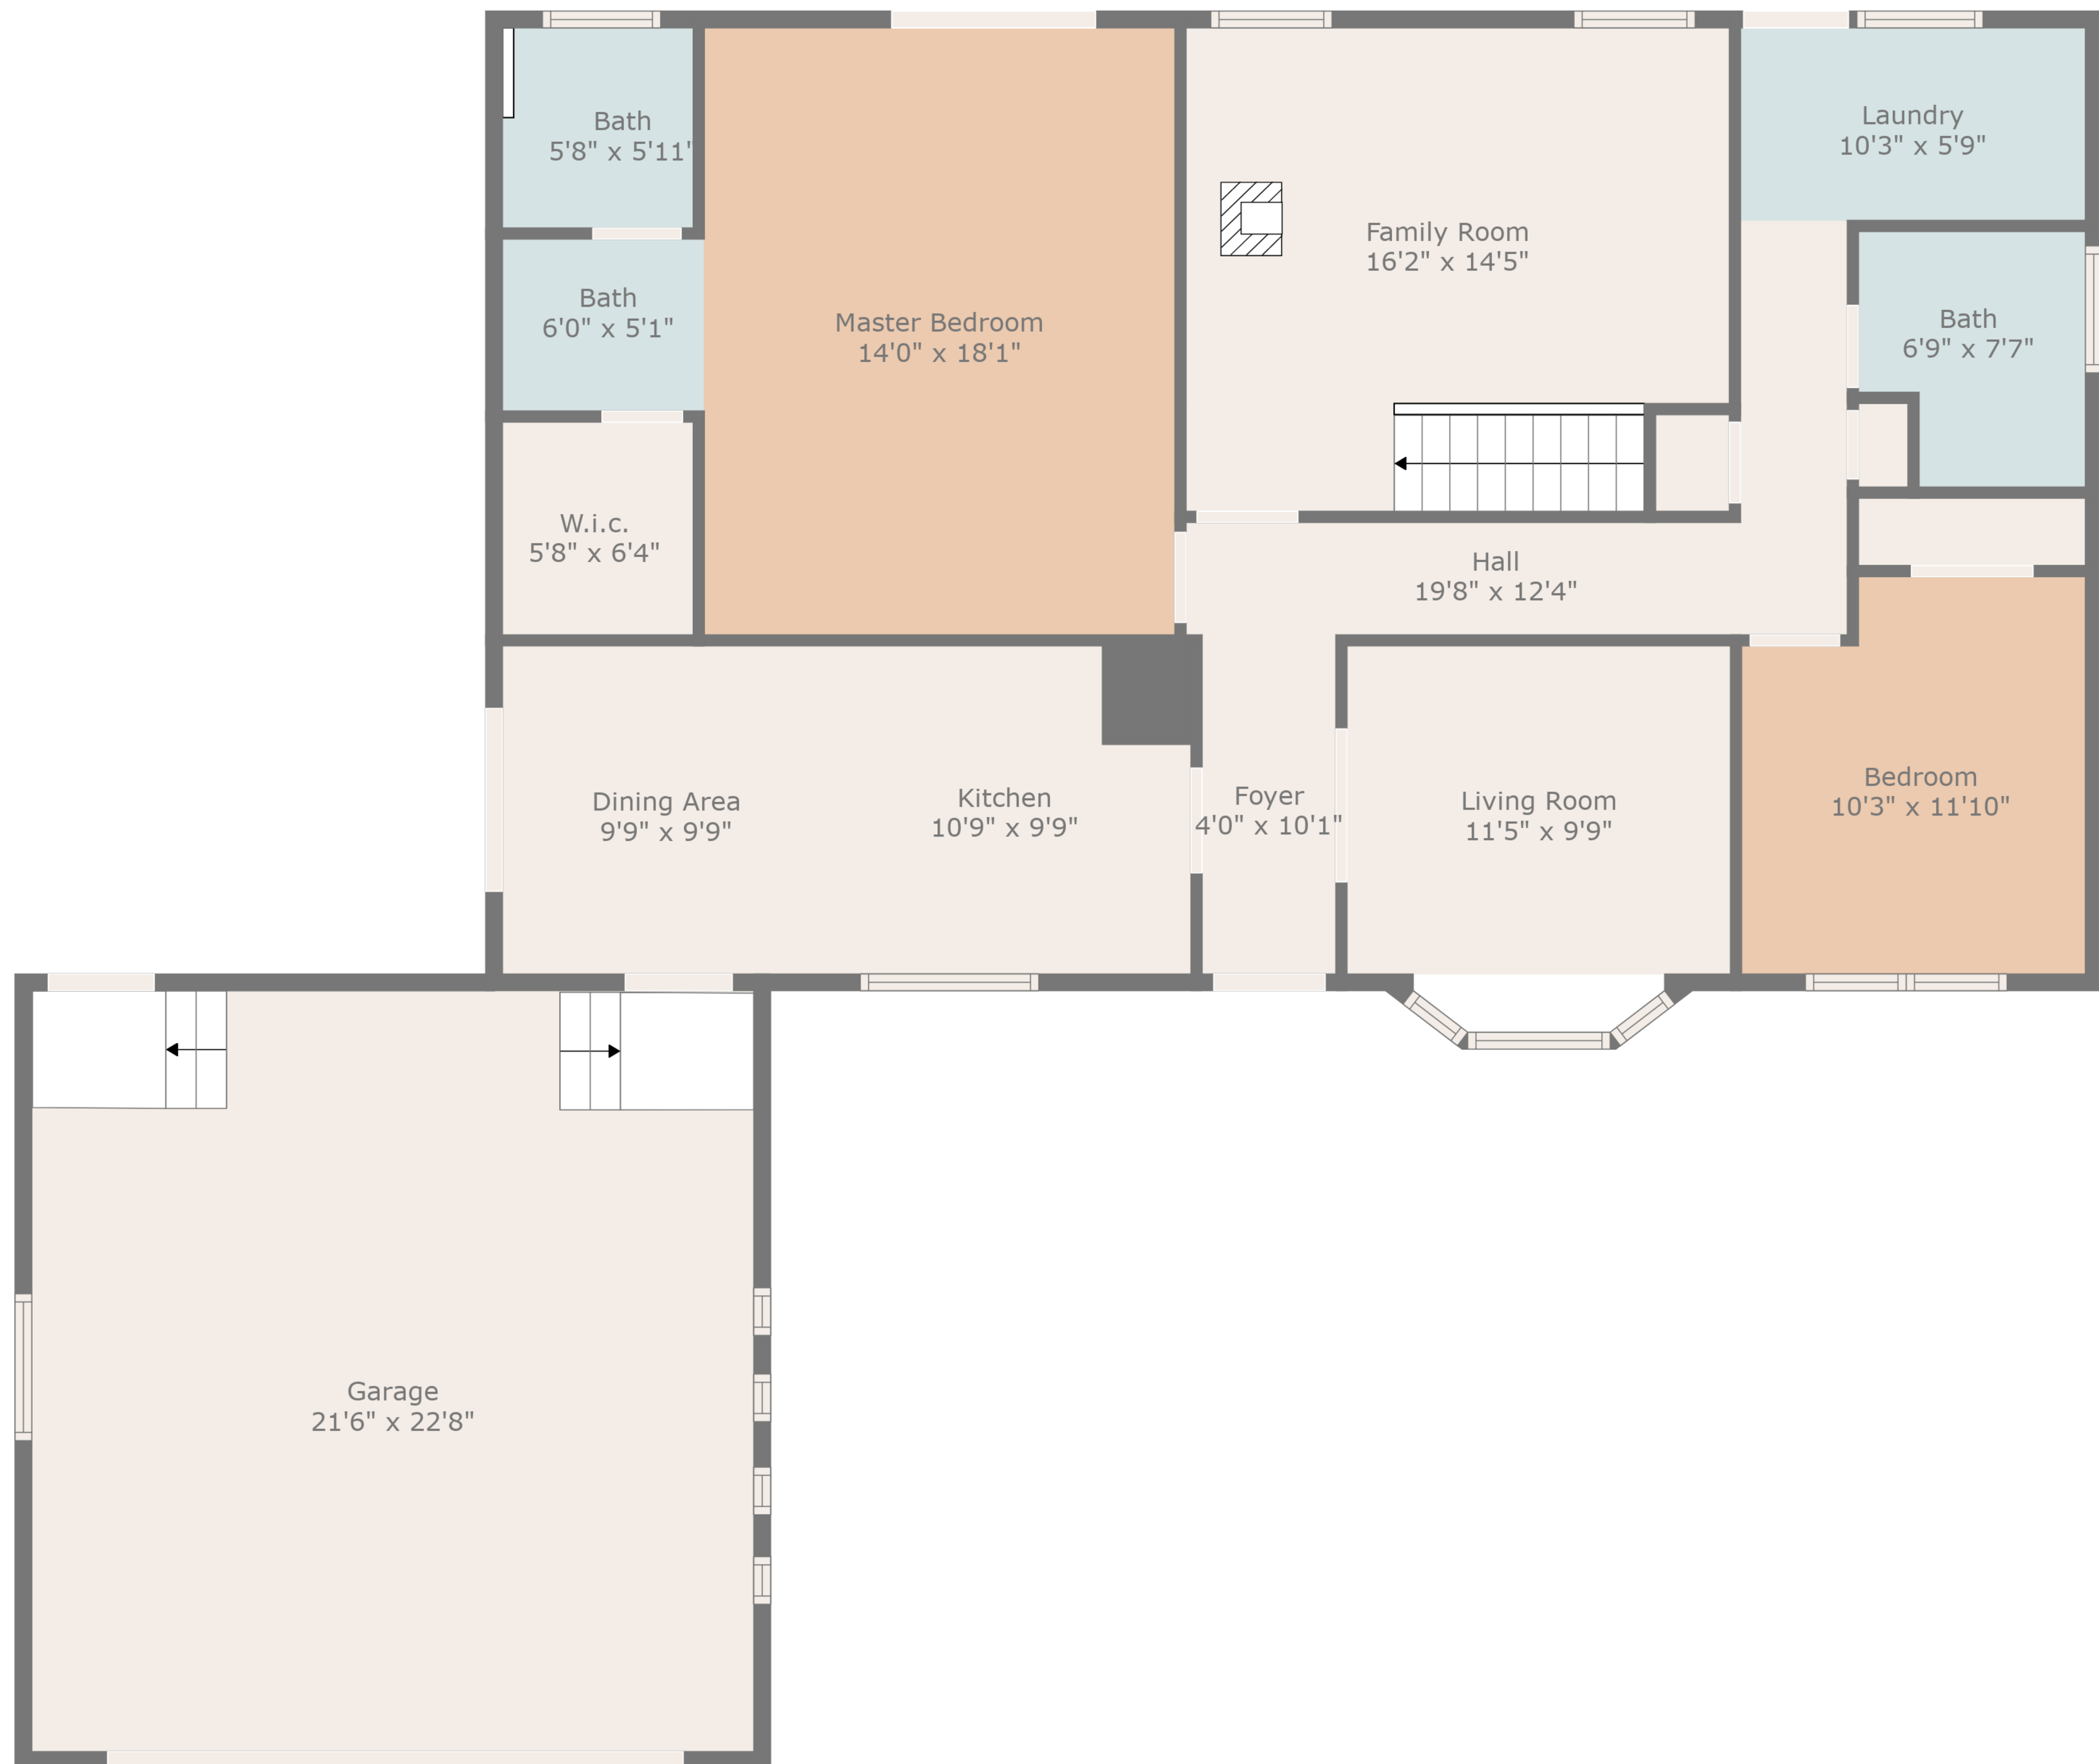 Bath
5'8" x 5'11"
Laundry
10'3" x 5'9"
Family Room
16'2" x 14'5"
Bath
6'0" x 5'1"
Master Bedroom
14'0" x 18'1"
Bath
6'9" x 7'7"
W.i.c.
5'8" x 6'4"
Hall
19'8" x 12'4"
Dining Area
9'9" x 9'9"
Kitchen
10'9" x 9'9"
Foyer
4'0" x 10'1"
Living Room
11'5" x 9'9"
Bedroom
10'3" x 11'10"
Garage
21'6" x 22'8"